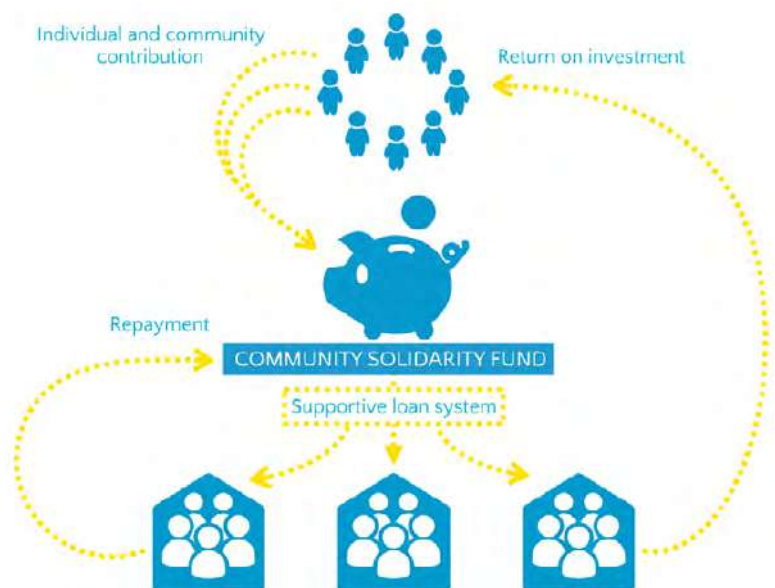 Individual and community
contribution
Return on investment
Repayment
COMMUNITY SOLIDARITY FUND
Supportive loan system